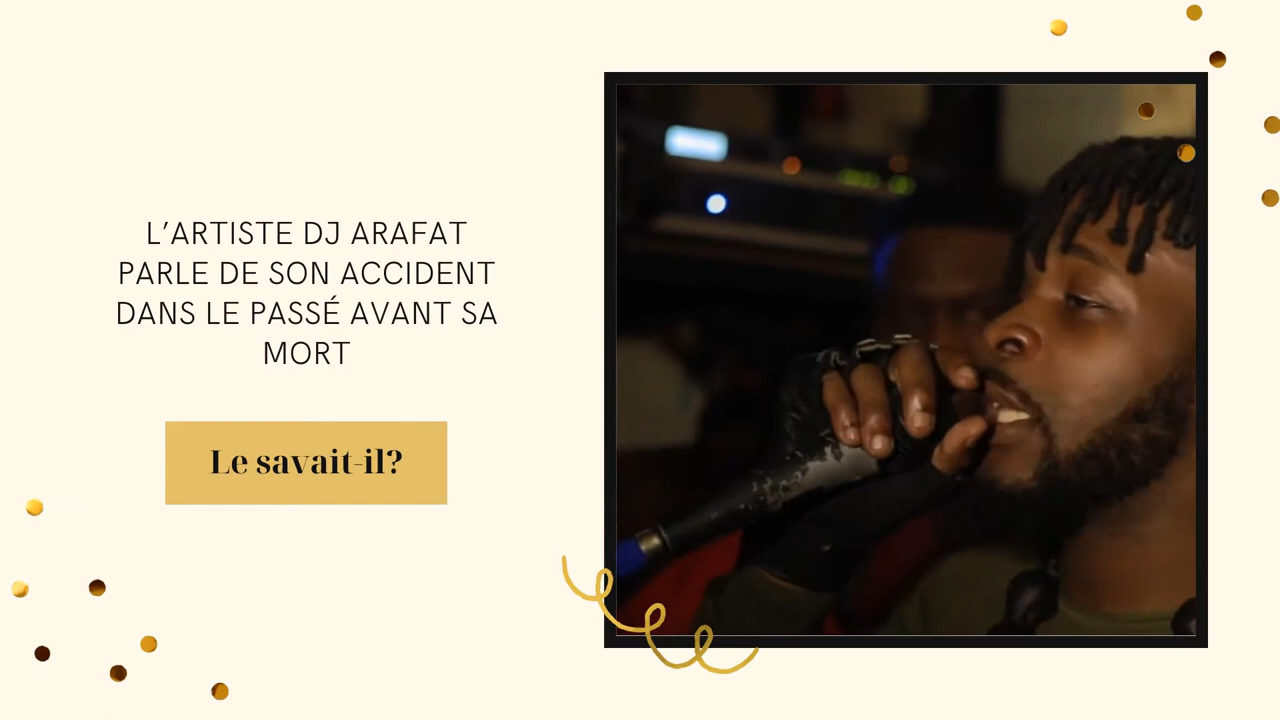 L'ARTISTE DJ ARAFAT
PARLE DE SON ACCIDENT
DANS LE PASSÉ AVANT SA
MORT
Le savait-il?